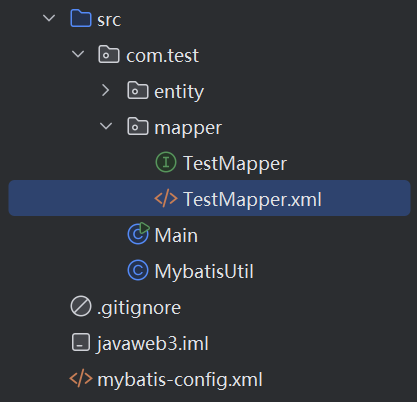 src
com.test
entity
mapper
TestMapper
TestMapper.xml
Main
MybatisUtil
.gitignore
javaweb3.iml
mybatis-config.xml